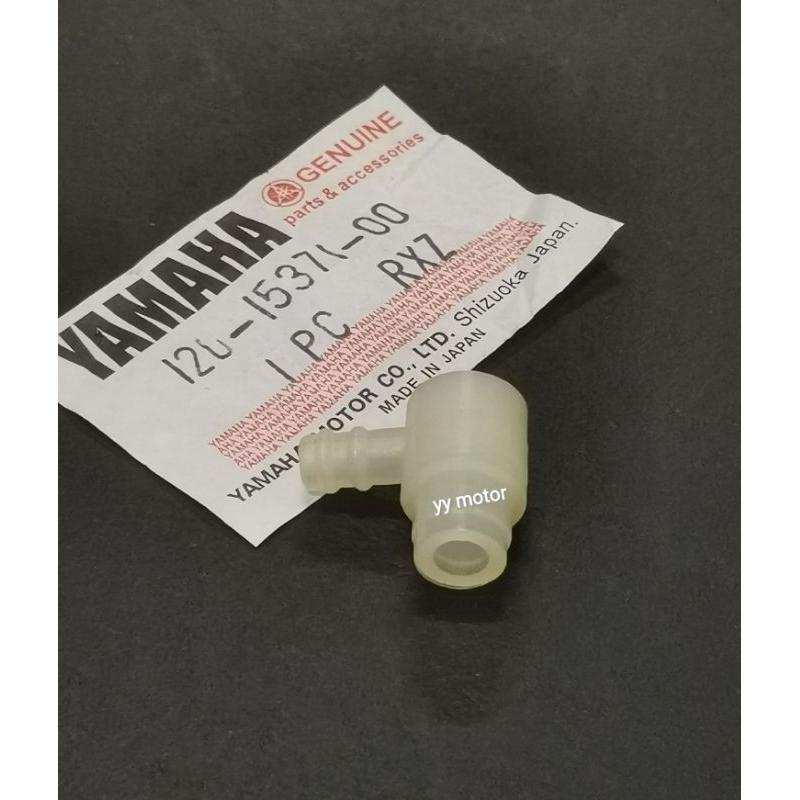 GENUINE
parts & accessories
YAMAHA
-15371-00
1 PC RXZ
YAMAHA MOTOR CO., LTD. Shizuoka Japan.
MADE IN JAPAN
yy motor